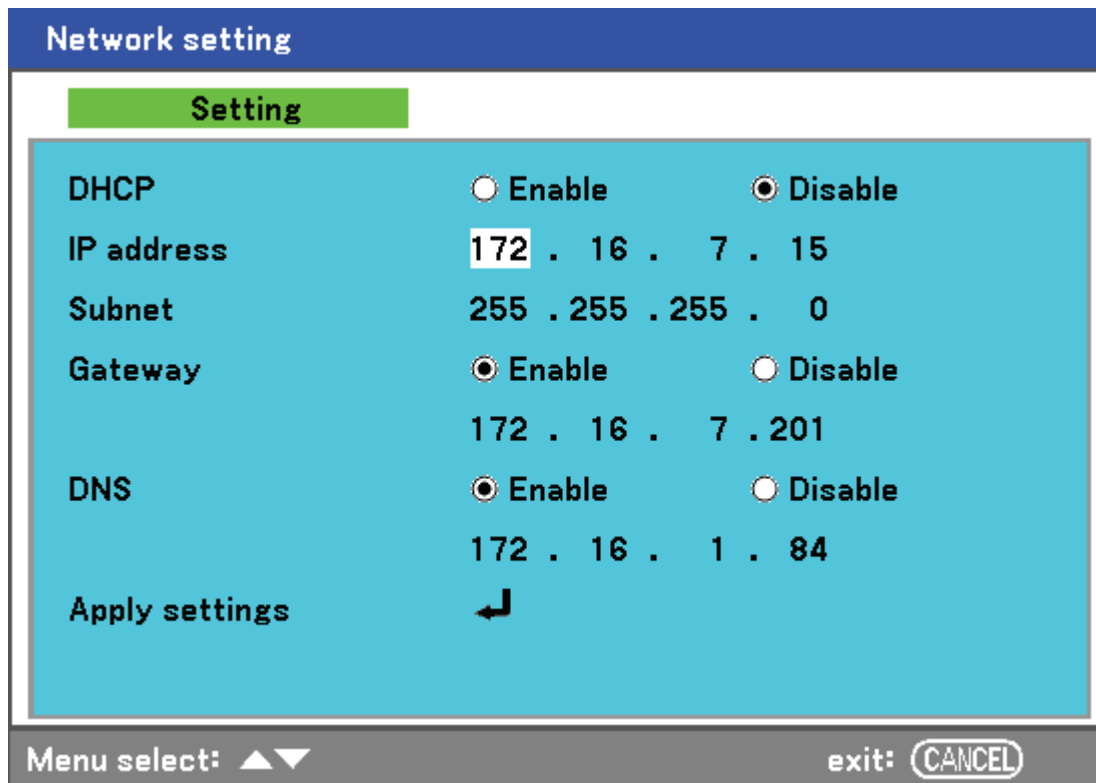 Network setting
Setting
DHCP Enable Disable
IP address 172 . 16 . 7 . 15
Subnet 255 . 255 . 255 . 0
Gateway Enable Disable
172 . 16 . 7 . 201
DNS Enable Disable
172 . 16 . 1 . 84
Apply settings
Menu select: ▲▼ exit: CANCEL